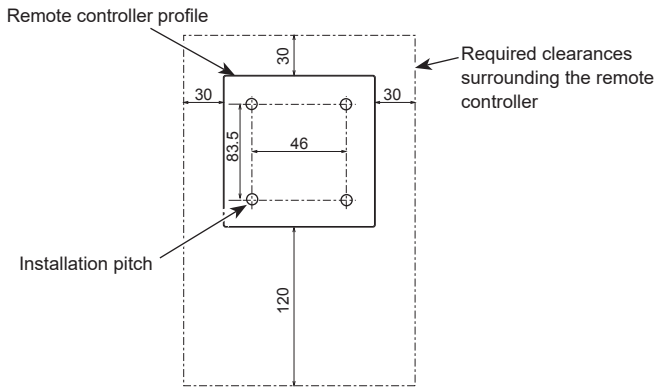 Remote controller profile
30
Required clearances
surrounding the remote
controller
30
30
83.5
46
Installation pitch
120